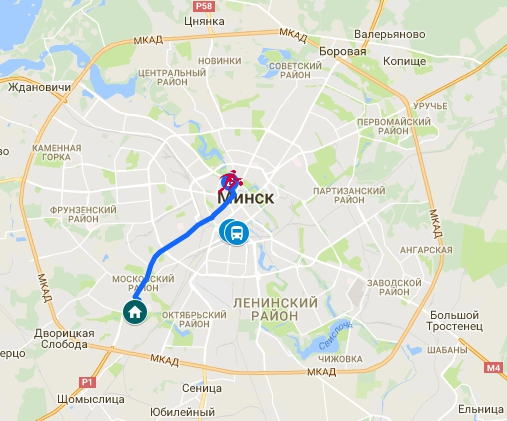 P58
Цнянка
Валерьяново
МКАД
МКАД
Боровая
Копище
НОВИНКИ
ЦЕНТРАЛЬНЫЙ
РАЙОН
СОВЕТСКИЙ
РАЙОН
Ждановичи
УРУЧЬЕ
ПЕРВОМАЙСКИЙ
РАЙОН
КАМЕННАЯ
ГОРКА
во
Минск
ПАРТИЗАНСКИЙ
РАЙОН
ФРУНЗЕНСКИЙ
РАЙОН
МКАД
АНГАРСКАЯ
МКАД
МОСКОВСКИЙ
РАЙОН
ЗАВОДСКОЙ
РАЙОН
ЛЕНИНСКИЙ
РАЙОН
ОКТЯБРЬСКИЙ
РАЙОН
Большой
Тростенец
Дворицкая
Слобода
Свислочь
ерцо
ЧИЖОВКА
ШАБАНЫ
МКАД
МКАД
M4
P1
Сеница
Щомыслица
Юбилейный
Ельница